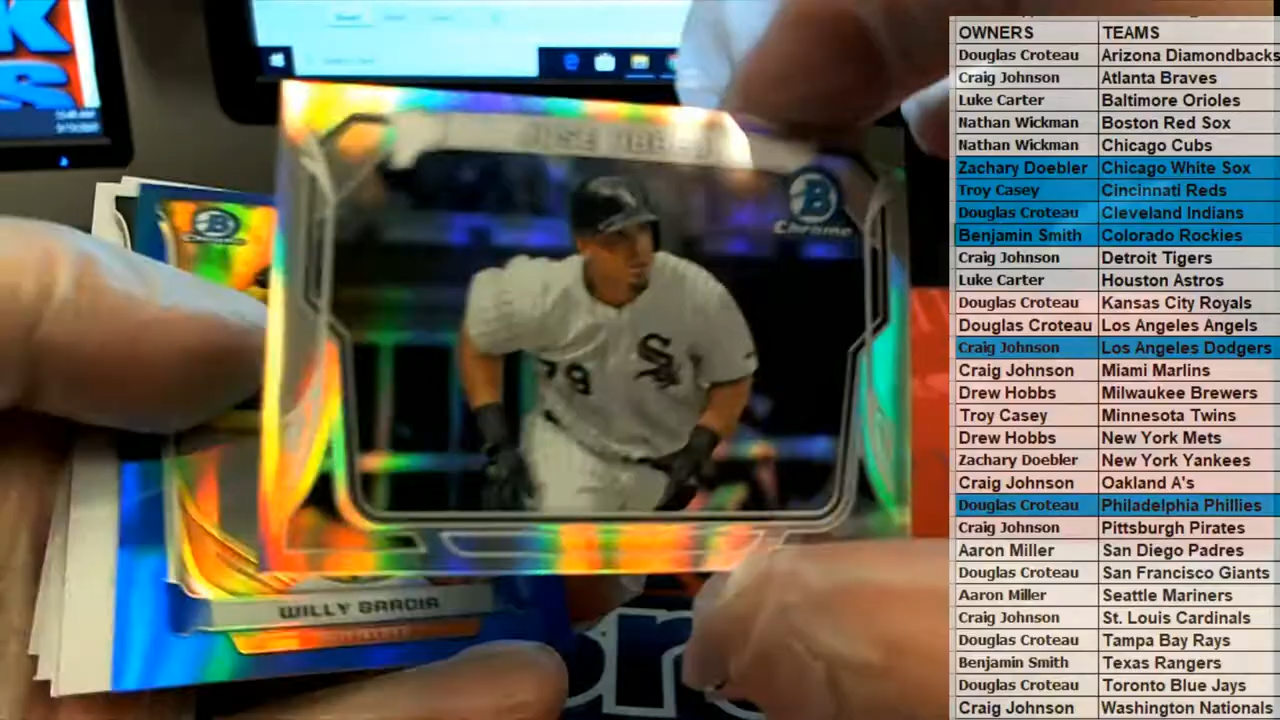 OWNERS TEAMS
Douglas Croteau Arizona Diamondbacks
Craig Johnson Atlanta Braves
Luke Carter Baltimore Orioles
Nathan Wickman Boston Red Sox
Nathan Wickman Chicago Cubs
Zachary Doebler Chicago White Sox
Troy Casey Cincinnati Reds
Douglas Croteau Cleveland Indians
Benjamin Smith Colorado Rockies
Craig Johnson Detroit Tigers
Luke Carter Houston Astros
Douglas Croteau Kansas City Royals
Douglas Croteau Los Angeles Angels
Craig Johnson Los Angeles Dodgers
Craig Johnson Miami Marlins
Drew Hobbs Milwaukee Brewers
Troy Casey Minnesota Twins
Drew Hobbs New York Mets
Zachary Doebler New York Yankees
Craig Johnson Oakland A's
Douglas Croteau Philadelphia Phillies
Craig Johnson Pittsburgh Pirates
Aaron Miller San Diego Padres
Douglas Croteau San Francisco Giants
Aaron Miller Seattle Mariners
Craig Johnson St. Louis Cardinals
Douglas Croteau Tampa Bay Rays
Benjamin Smith Texas Rangers
Douglas Croteau Toronto Blue Jays
Craig Johnson Washington Nationals
B
Chrome
B
Chrome
Sox
79
WILLY GARCIA